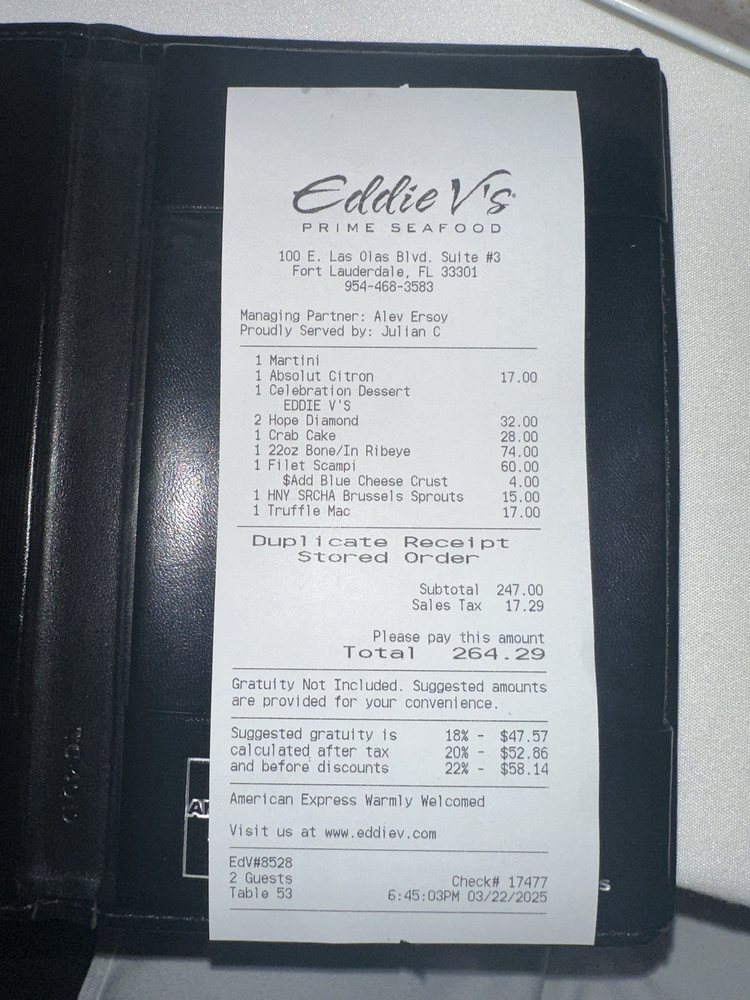 Eddie V's
PRIME SEAFOOD
100 E. Las Olas Blvd. Suite #3
Fort Lauderdale, FL 33301
954-468-3583
Managing Partner: Alev Ersoy
Proudly Served by: Julian C
1 Martini
1 Absolut Citron 17.00
1 Celebration Dessert
EDDIE V'S
2 Hope Diamond 32.00
1 Crab Cake 28.00
1 22oz Bone/In Ribeye 74.00
1 Filet Scampi 60.00
$Add Blue Cheese Crust 4.00
1 HNY SRCHA Brussels Sprouts 15.00
1 Truffle Mac 17.00
Duplicate Receipt
Stored Order
Subtotal 247.00
Sales Tax 17.29
Please pay this amount
Total 264.29
Gratuity Not Included. Suggested amounts
are provided for your convenience.
Suggested gratuity is 18% - $47.57
calculated after tax 20% - $52.86
and before discounts 22% - $58.14
American Express Warmly Welcomed
Visit us at www.eddiev.com
EdV#8528
2 Guests Check# 17477
Table 53 6:45:03PM 03/22/2025